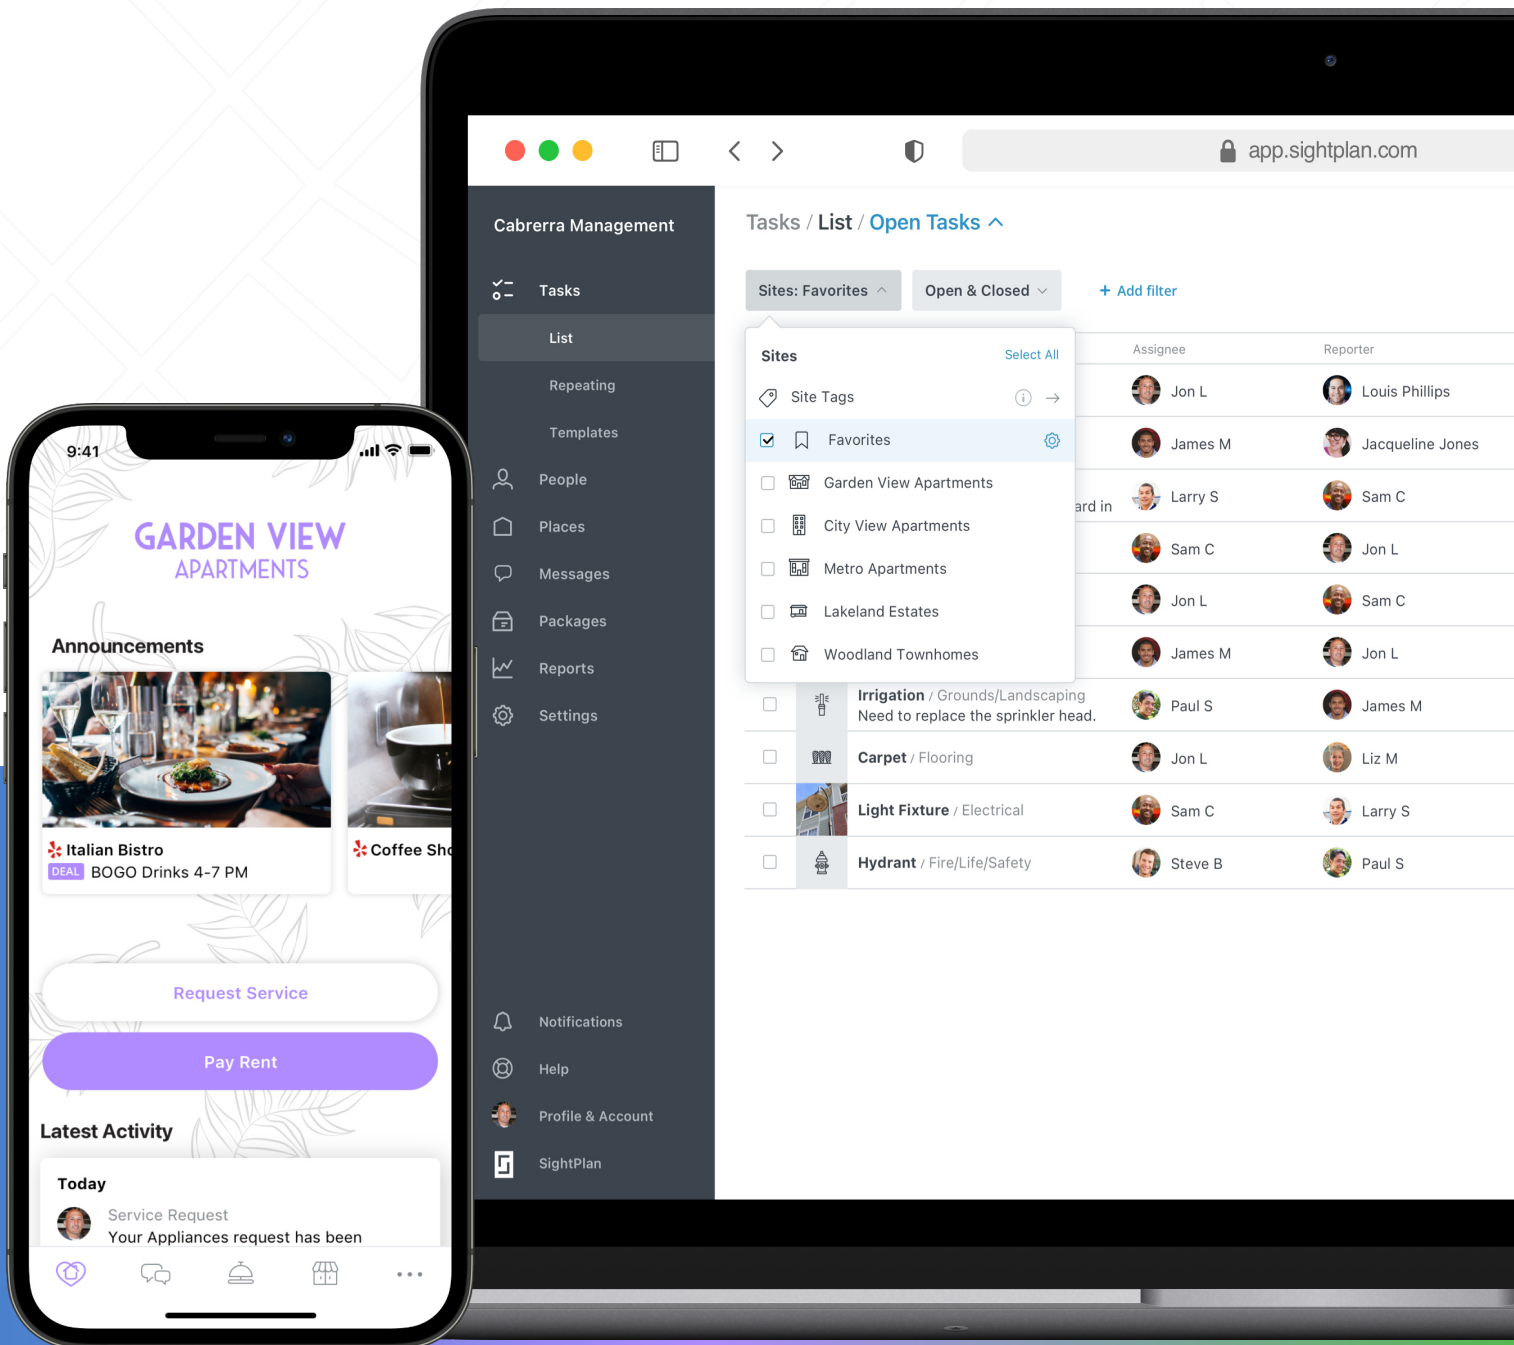 app.sightplan.com
Cabrerra Management
Tasks
List
Repeating
Templates
People
Places
Messages
Packages
Reports
Settings
Notifications
Help
Profile & Account
SightPlan
Tasks / List / Open Tasks
Sites: Favorites
Open & Closed
+ Add filter
Sites
Select All
Site Tags
Favorites
Garden View Apartments
City View Apartments
Metro Apartments
Lakeland Estates
Woodland Townhomes
Assignee Reporter
Jon L Louis Phillips
James M Jacqueline Jones
ard in Larry S Sam C
Sam C Jon L
Jon L Sam C
James M Jon L
Irrigation / Grounds/Landscaping
Need to replace the sprinkler head.
Paul S James M
Carpet / Flooring Jon L Liz M
Light Fixture / Electrical Sam C Larry S
Hydrant / Fire/Life/Safety Steve B Paul S
9:41
GARDEN VIEW
APARTMENTS
Announcements
Italian Bistro
DEAL BOGO Drinks 4-7 PM
Coffee Sho
Request Service
Pay Rent
Latest Activity
Today
Service Request
Your Appliances request has been